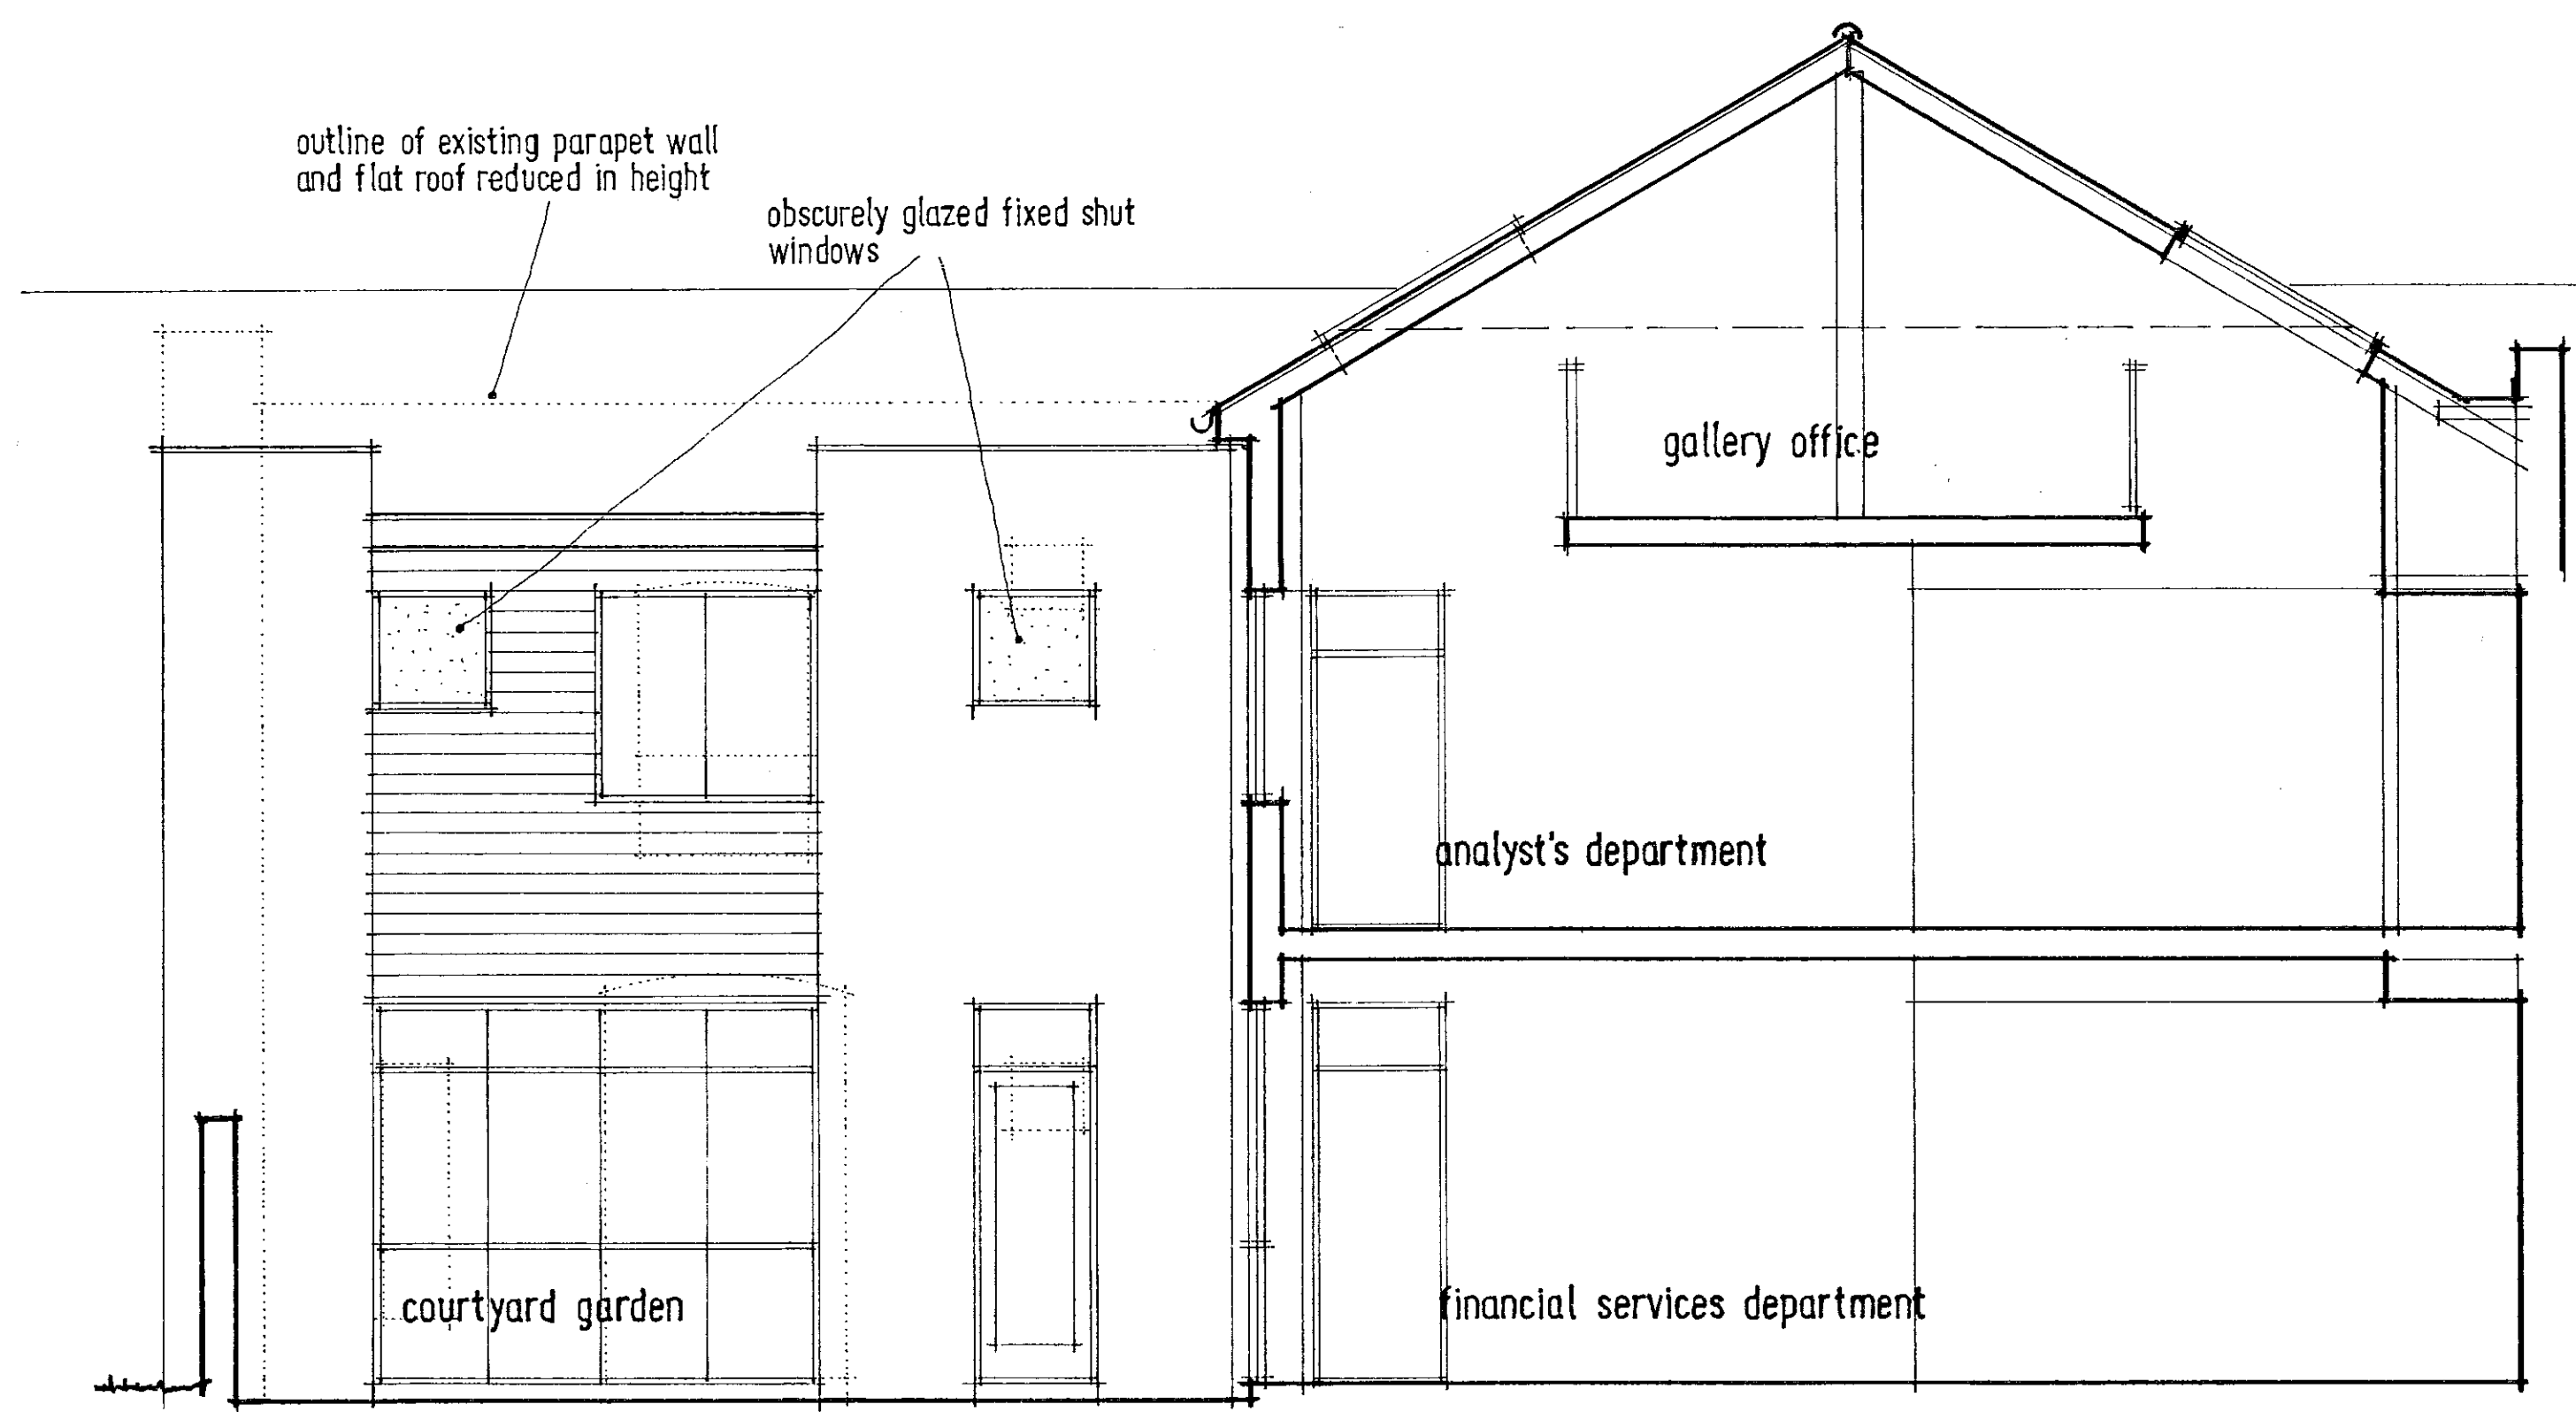 outline of existing parapet wall
and flat roof reduced in height
obscurely glazed fixed shut
windows
gallery office
analyst's department
courtyard garden
financial services department